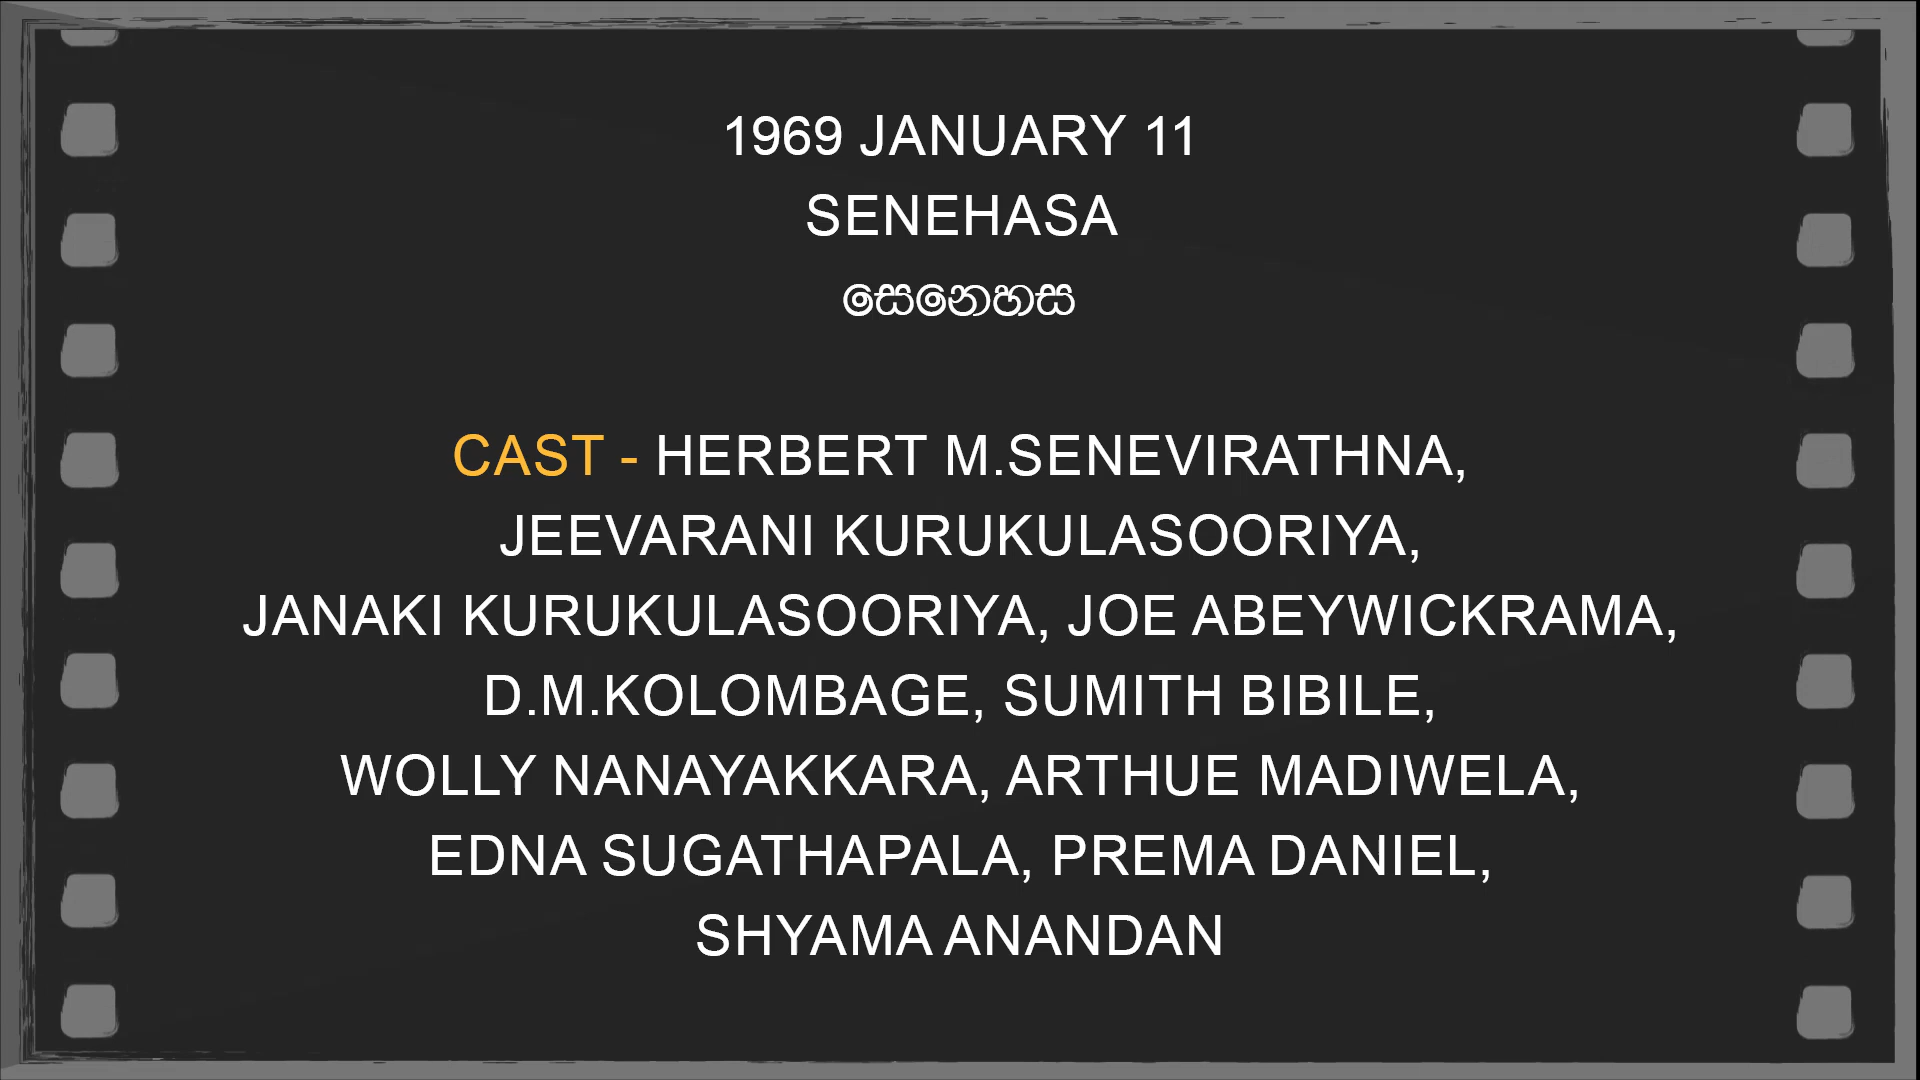 1969 JANUARY 11
SENEHASA
සෙනෙහස
CAST - HERBERT M.SENEVIRATHNA,
JEEVARANI KURUKULASOORIYA,
JANAKI KURUKULASOORIYA, JOE ABEYWICKRAMA,
D.M.KOLOMBAGE, SUMITH BIBILE,
WOLLY NANAYAKKARA, ARTHUE MADIWELA,
EDNA SUGATHAPALA, PREMA DANIEL,
SHYAMA ANANDAN